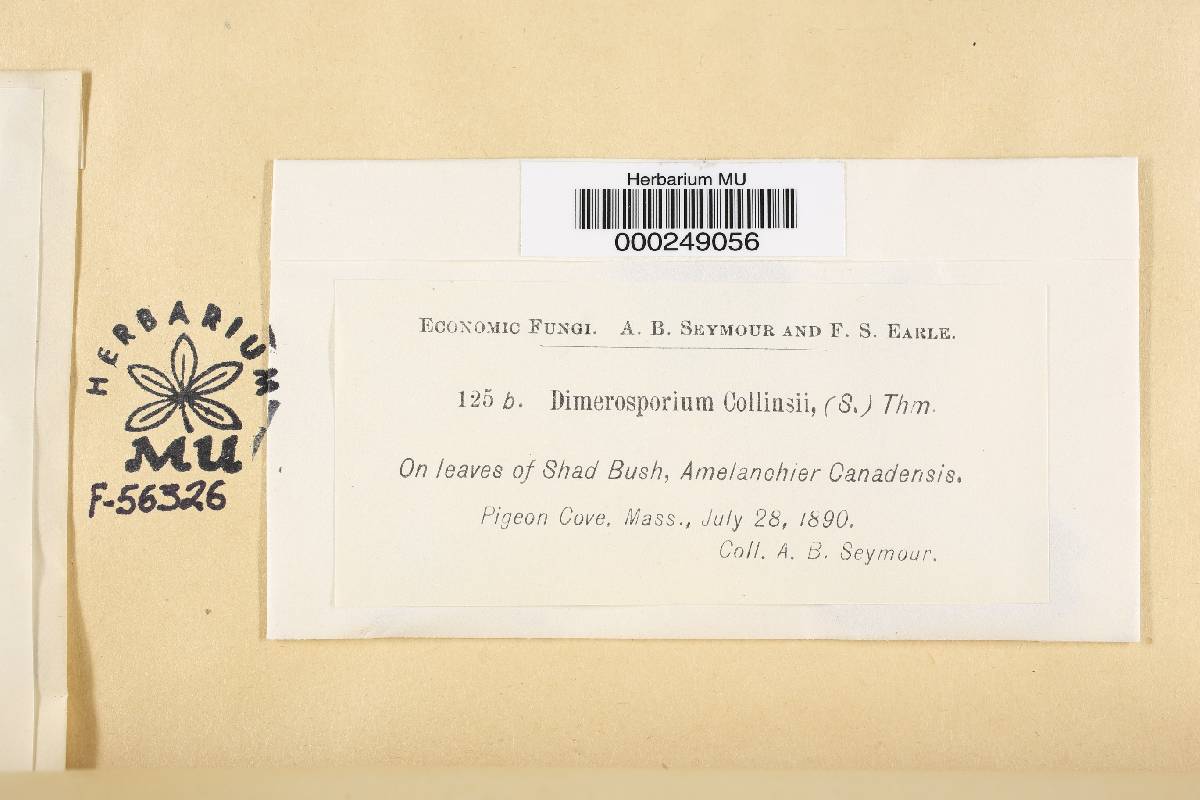 Herbarium MU
000249056
ECONOMIC FUNGI. A. B. SEYMOUR AND F. S. EARLE.
125 b. Dimerosporium Collinsii, (S.) Thm.
On leaves of Shad Bush, Amelanchier Canadensis.
Pigeon Cove, Mass., July 28, 1890.
Coll. A. B. Seymour.
HERBARIUM
MU
F-56326